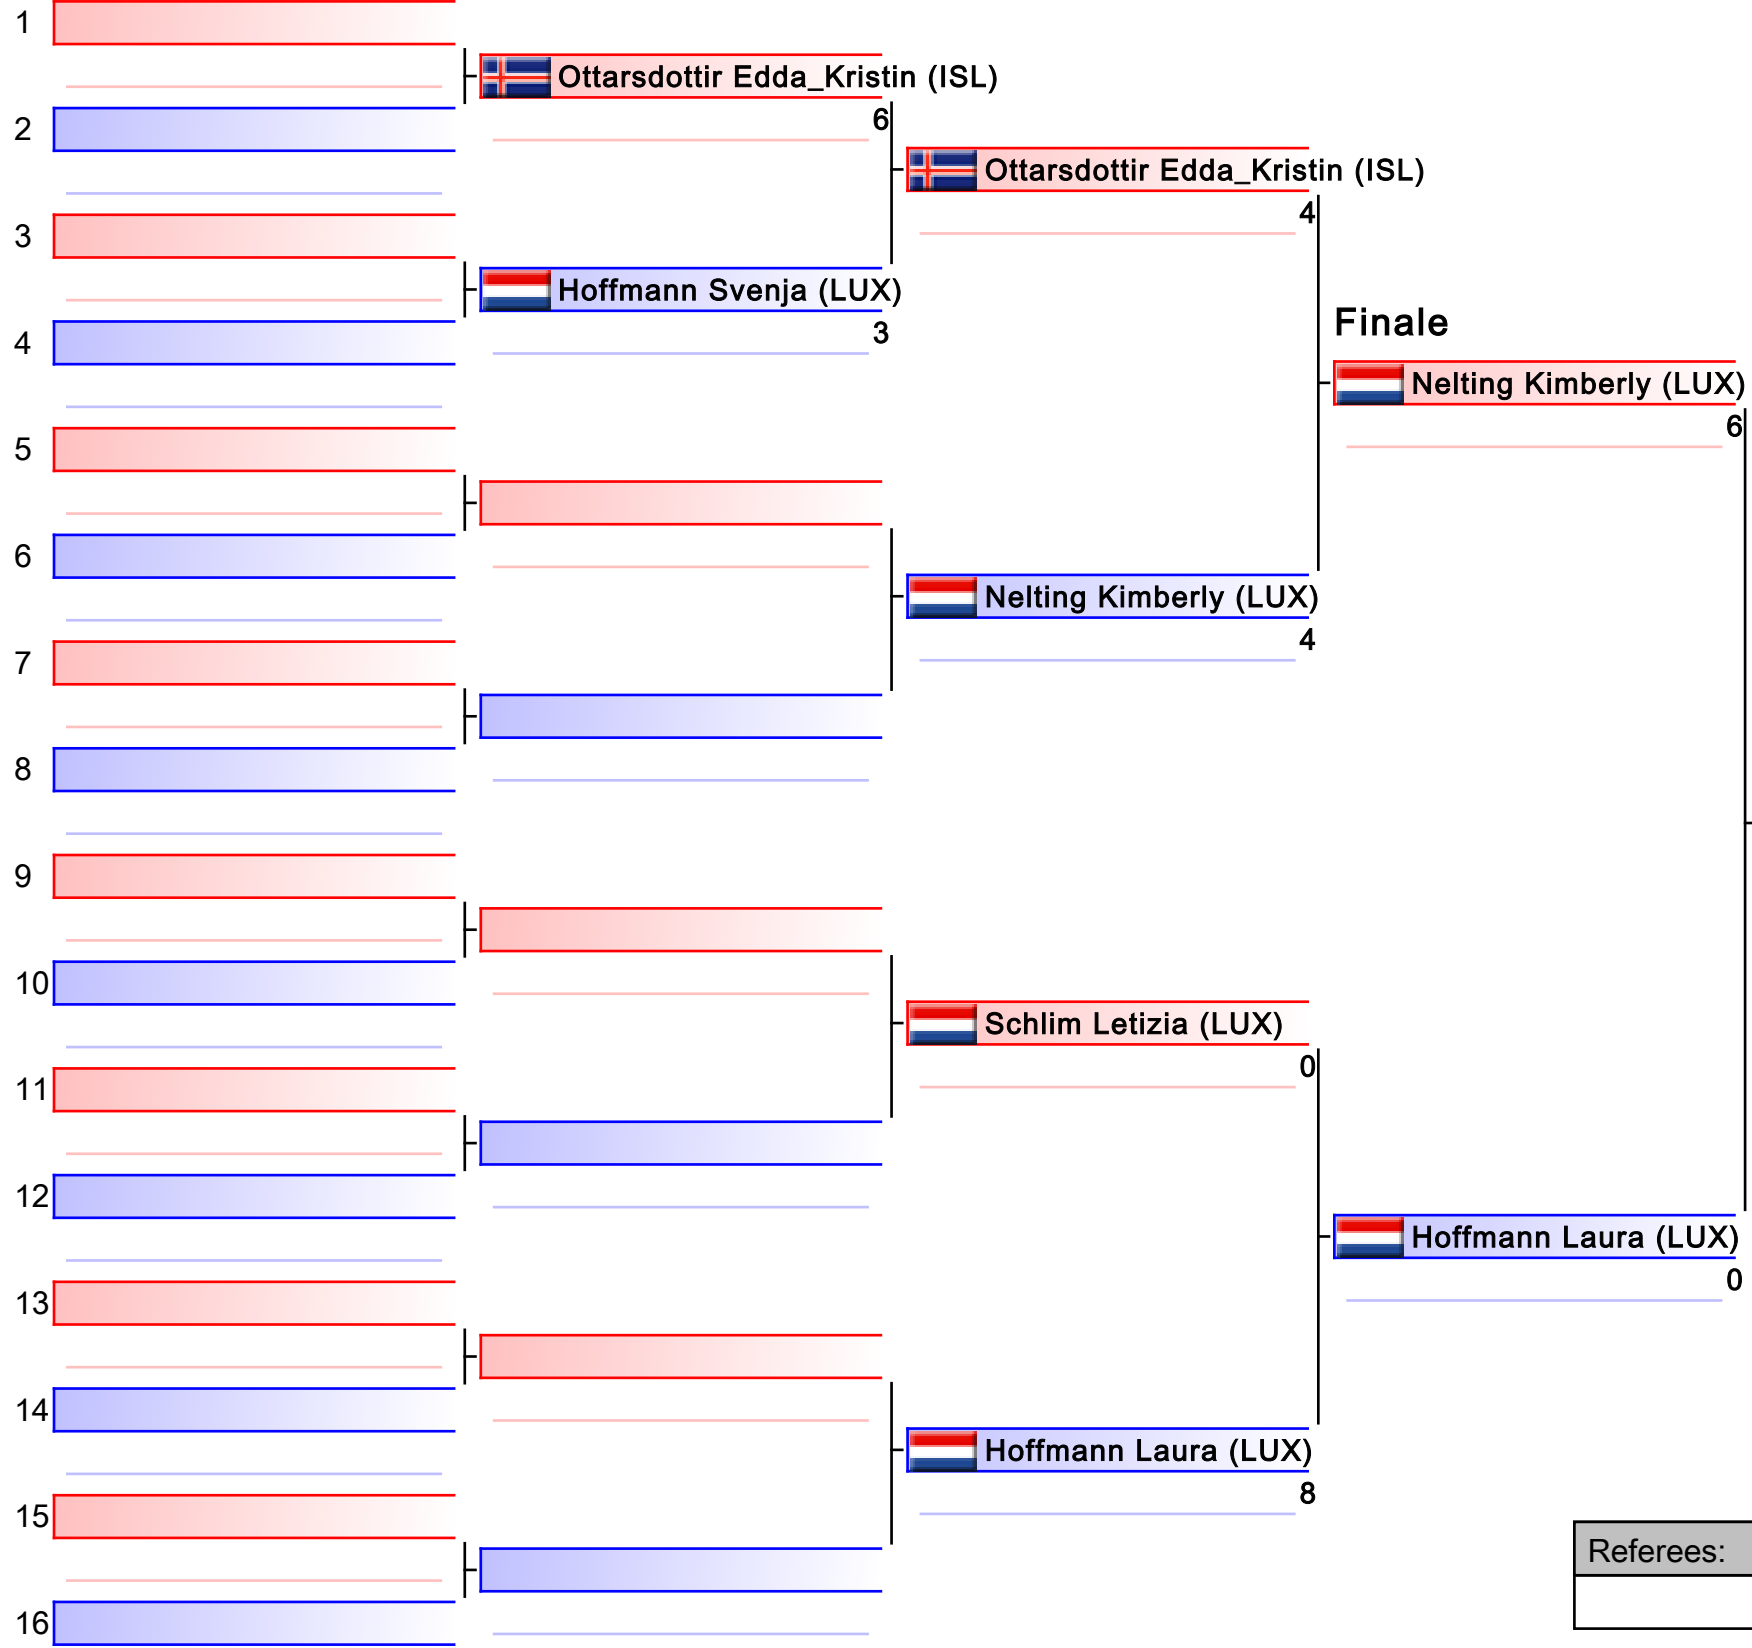 1
2
3
4
5
6
7
8
9
10
11
12
13
14
15
16
Ottarsdottir Edda_Kristin (ISL)
6
Hoffmann Svenja (LUX)
3
Ottarsdottir Edda_Kristin (ISL)
4
Nelting Kimberly (LUX)
4
Schlim Letizia (LUX)
0
Hoffmann Laura (LUX)
8
Finale
Nelting Kimberly (LUX)
6
Hoffmann Laura (LUX)
0
Referees: